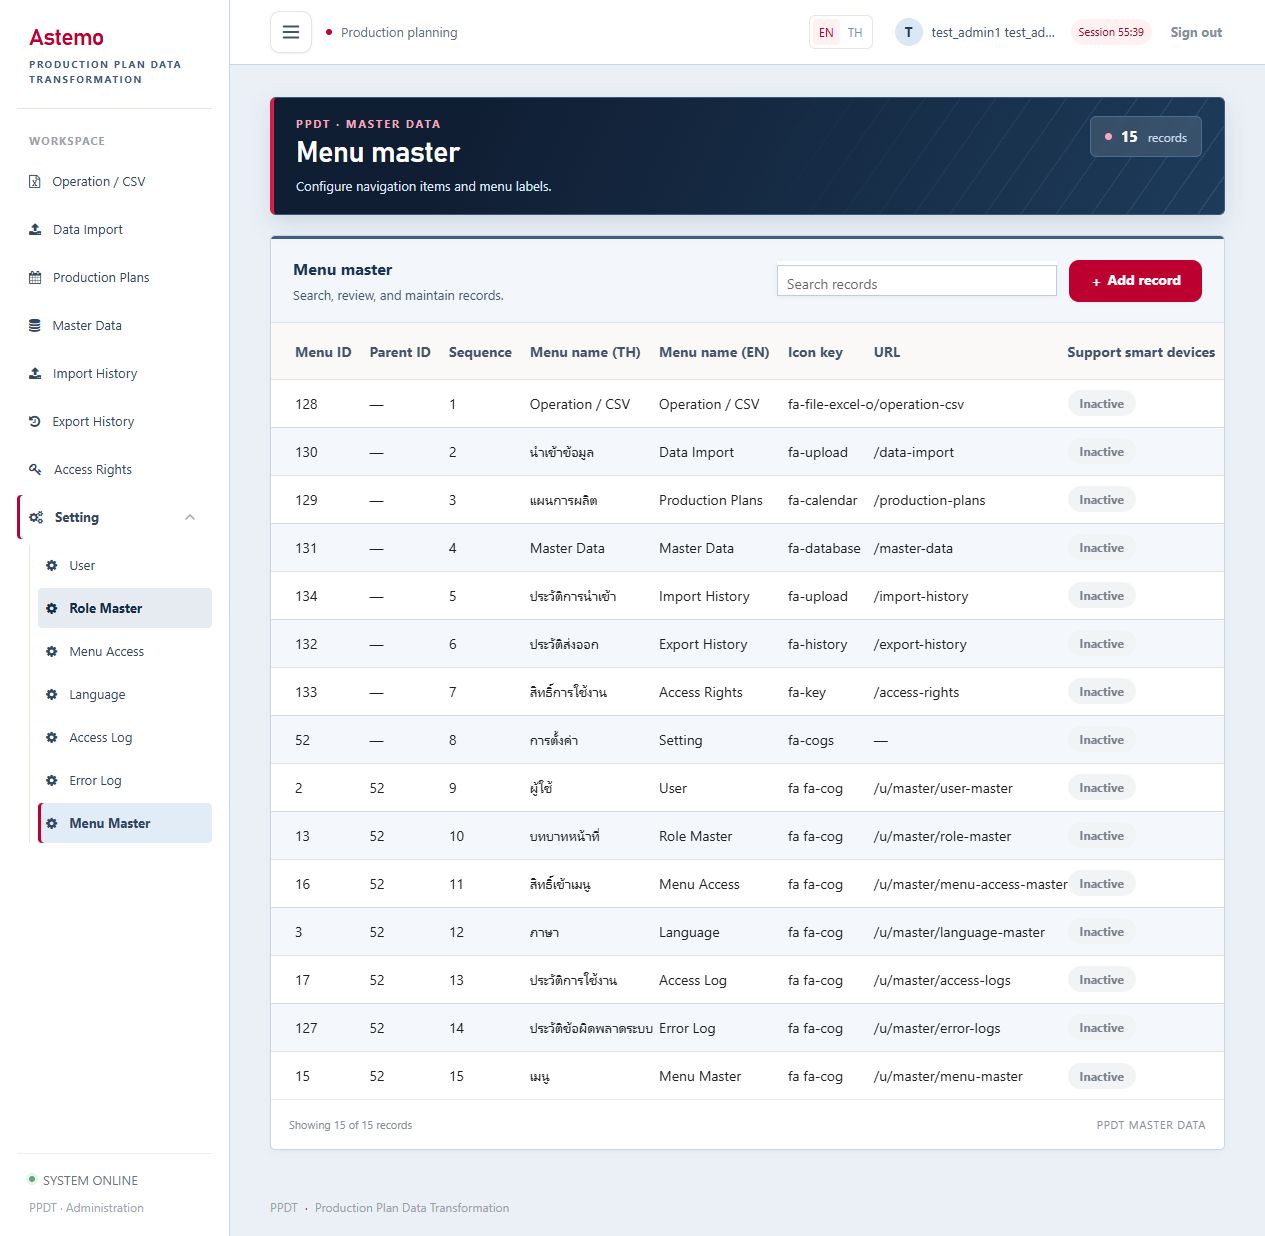 Astemo
PRODUCTION PLAN DATA
TRANSFORMATION
WORKSPACE
Operation / CSV
Data Import
Production Plans
Master Data
Import History
Export History
Access Rights
Setting
User
Role Master
Menu Access
Language
Access Log
Error Log
Menu Master
SYSTEM ONLINE
PPDT · Administration
Production planning
EN TH
T test_admin1 test_ad...
Session 55:39
Sign out
PPDT · MASTER DATA
Menu master
Configure navigation items and menu labels.
15 records
Menu master
Search, review, and maintain records.
Search records
+ Add record
Menu ID Parent ID Sequence Menu name (TH) Menu name (EN) Icon key URL Support smart devices
128 — 1 Operation / CSV Operation / CSV fa-file-excel-o /operation-csv Inactive
130 — 2 นำเข้าข้อมูล Data Import fa-upload /data-import Inactive
129 — 3 แผนการผลิต Production Plans fa-calendar /production-plans Inactive
131 — 4 Master Data Master Data fa-database /master-data Inactive
134 — 5 ประวัติการนำเข้า Import History fa-upload /import-history Inactive
132 — 6 ประวัติส่งออก Export History fa-history /export-history Inactive
133 — 7 สิทธิ์การใช้งาน Access Rights fa-key /access-rights Inactive
52 — 8 การตั้งค่า Setting fa-cogs — Inactive
2 52 9 ผู้ใช้ User fa fa-cog /u/master/user-master Inactive
13 52 10 บทบาทหน้าที่ Role Master fa fa-cog /u/master/role-master Inactive
16 52 11 สิทธิ์เข้าเมนู Menu Access fa fa-cog /u/master/menu-access-master Inactive
3 52 12 ภาษา Language fa fa-cog /u/master/language-master Inactive
17 52 13 ประวัติการใช้งาน Access Log fa fa-cog /u/master/access-logs Inactive
127 52 14 ประวัติข้อผิดพลาดระบบ Error Log fa fa-cog /u/master/error-logs Inactive
15 52 15 เมนู Menu Master fa fa-cog /u/master/menu-master Inactive
Showing 15 of 15 records
PPDT MASTER DATA
PPDT · Production Plan Data Transformation